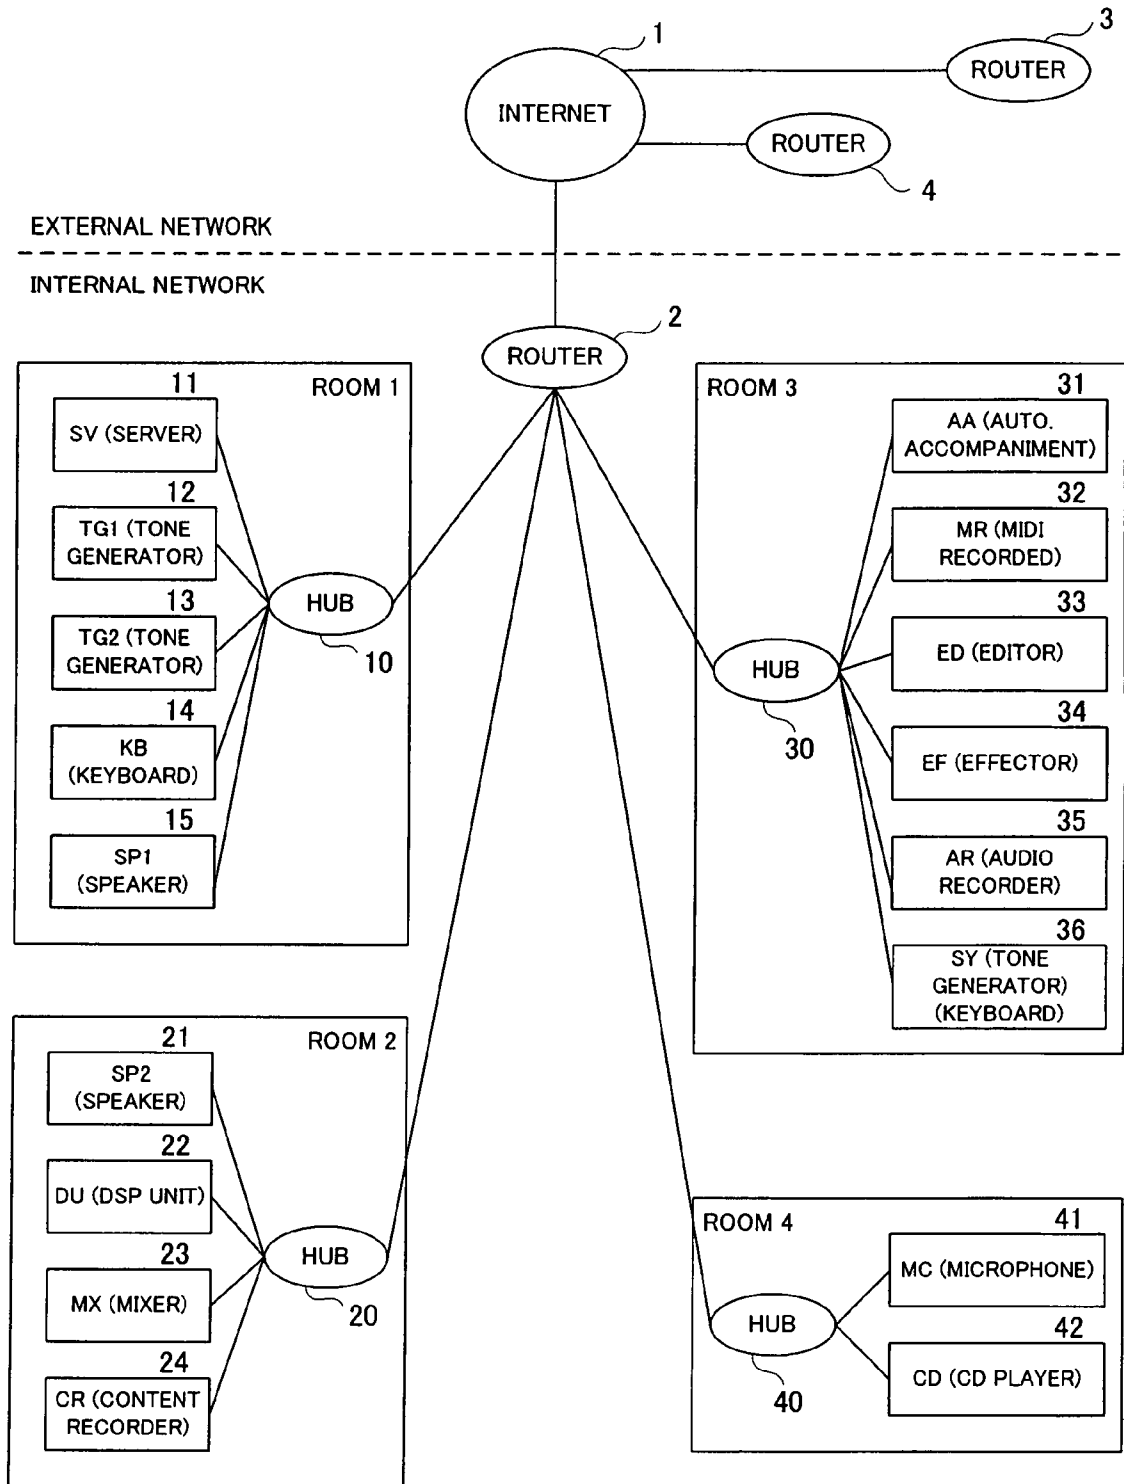 1
3
ROUTER
INTERNET
ROUTER
4
EXTERNAL NETWORK
INTERNAL NETWORK
2
ROUTER
ROOM 1
11
SV (SERVER)
12
TG1 (TONE
GENERATOR)
13
TG2 (TONE
GENERATOR)
14
KB
(KEYBOARD)
15
SP1
(SPEAKER)
HUB
10
ROOM 3
31
AA (AUTO.
ACCOMPANIMENT)
32
MR (MIDI
RECORDED)
33
ED (EDITOR)
34
EF (EFFECTOR)
35
AR (AUDIO
RECORDER)
36
SY (TONE
GENERATOR)
(KEYBOARD)
HUB
30
ROOM 2
21
SP2
(SPEAKER)
22
DU (DSP UNIT)
23
MX (MIXER)
24
CR (CONTENT
RECORDER)
HUB
20
ROOM 4
41
MC (MICROPHONE)
42
CD (CD PLAYER)
HUB
40